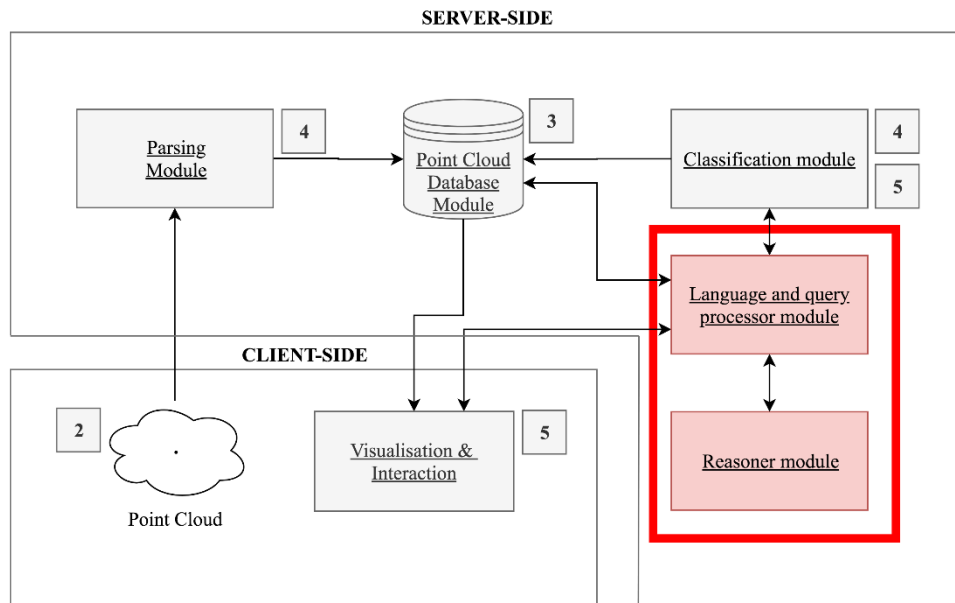 SERVER-SIDE
Parsing
Module
4
Point Cloud
Database
Module
3
Classification module
4
5
Language and query
processor module
Reasoner module
CLIENT-SIDE
2
Point Cloud
Visualisation &
Interaction
5